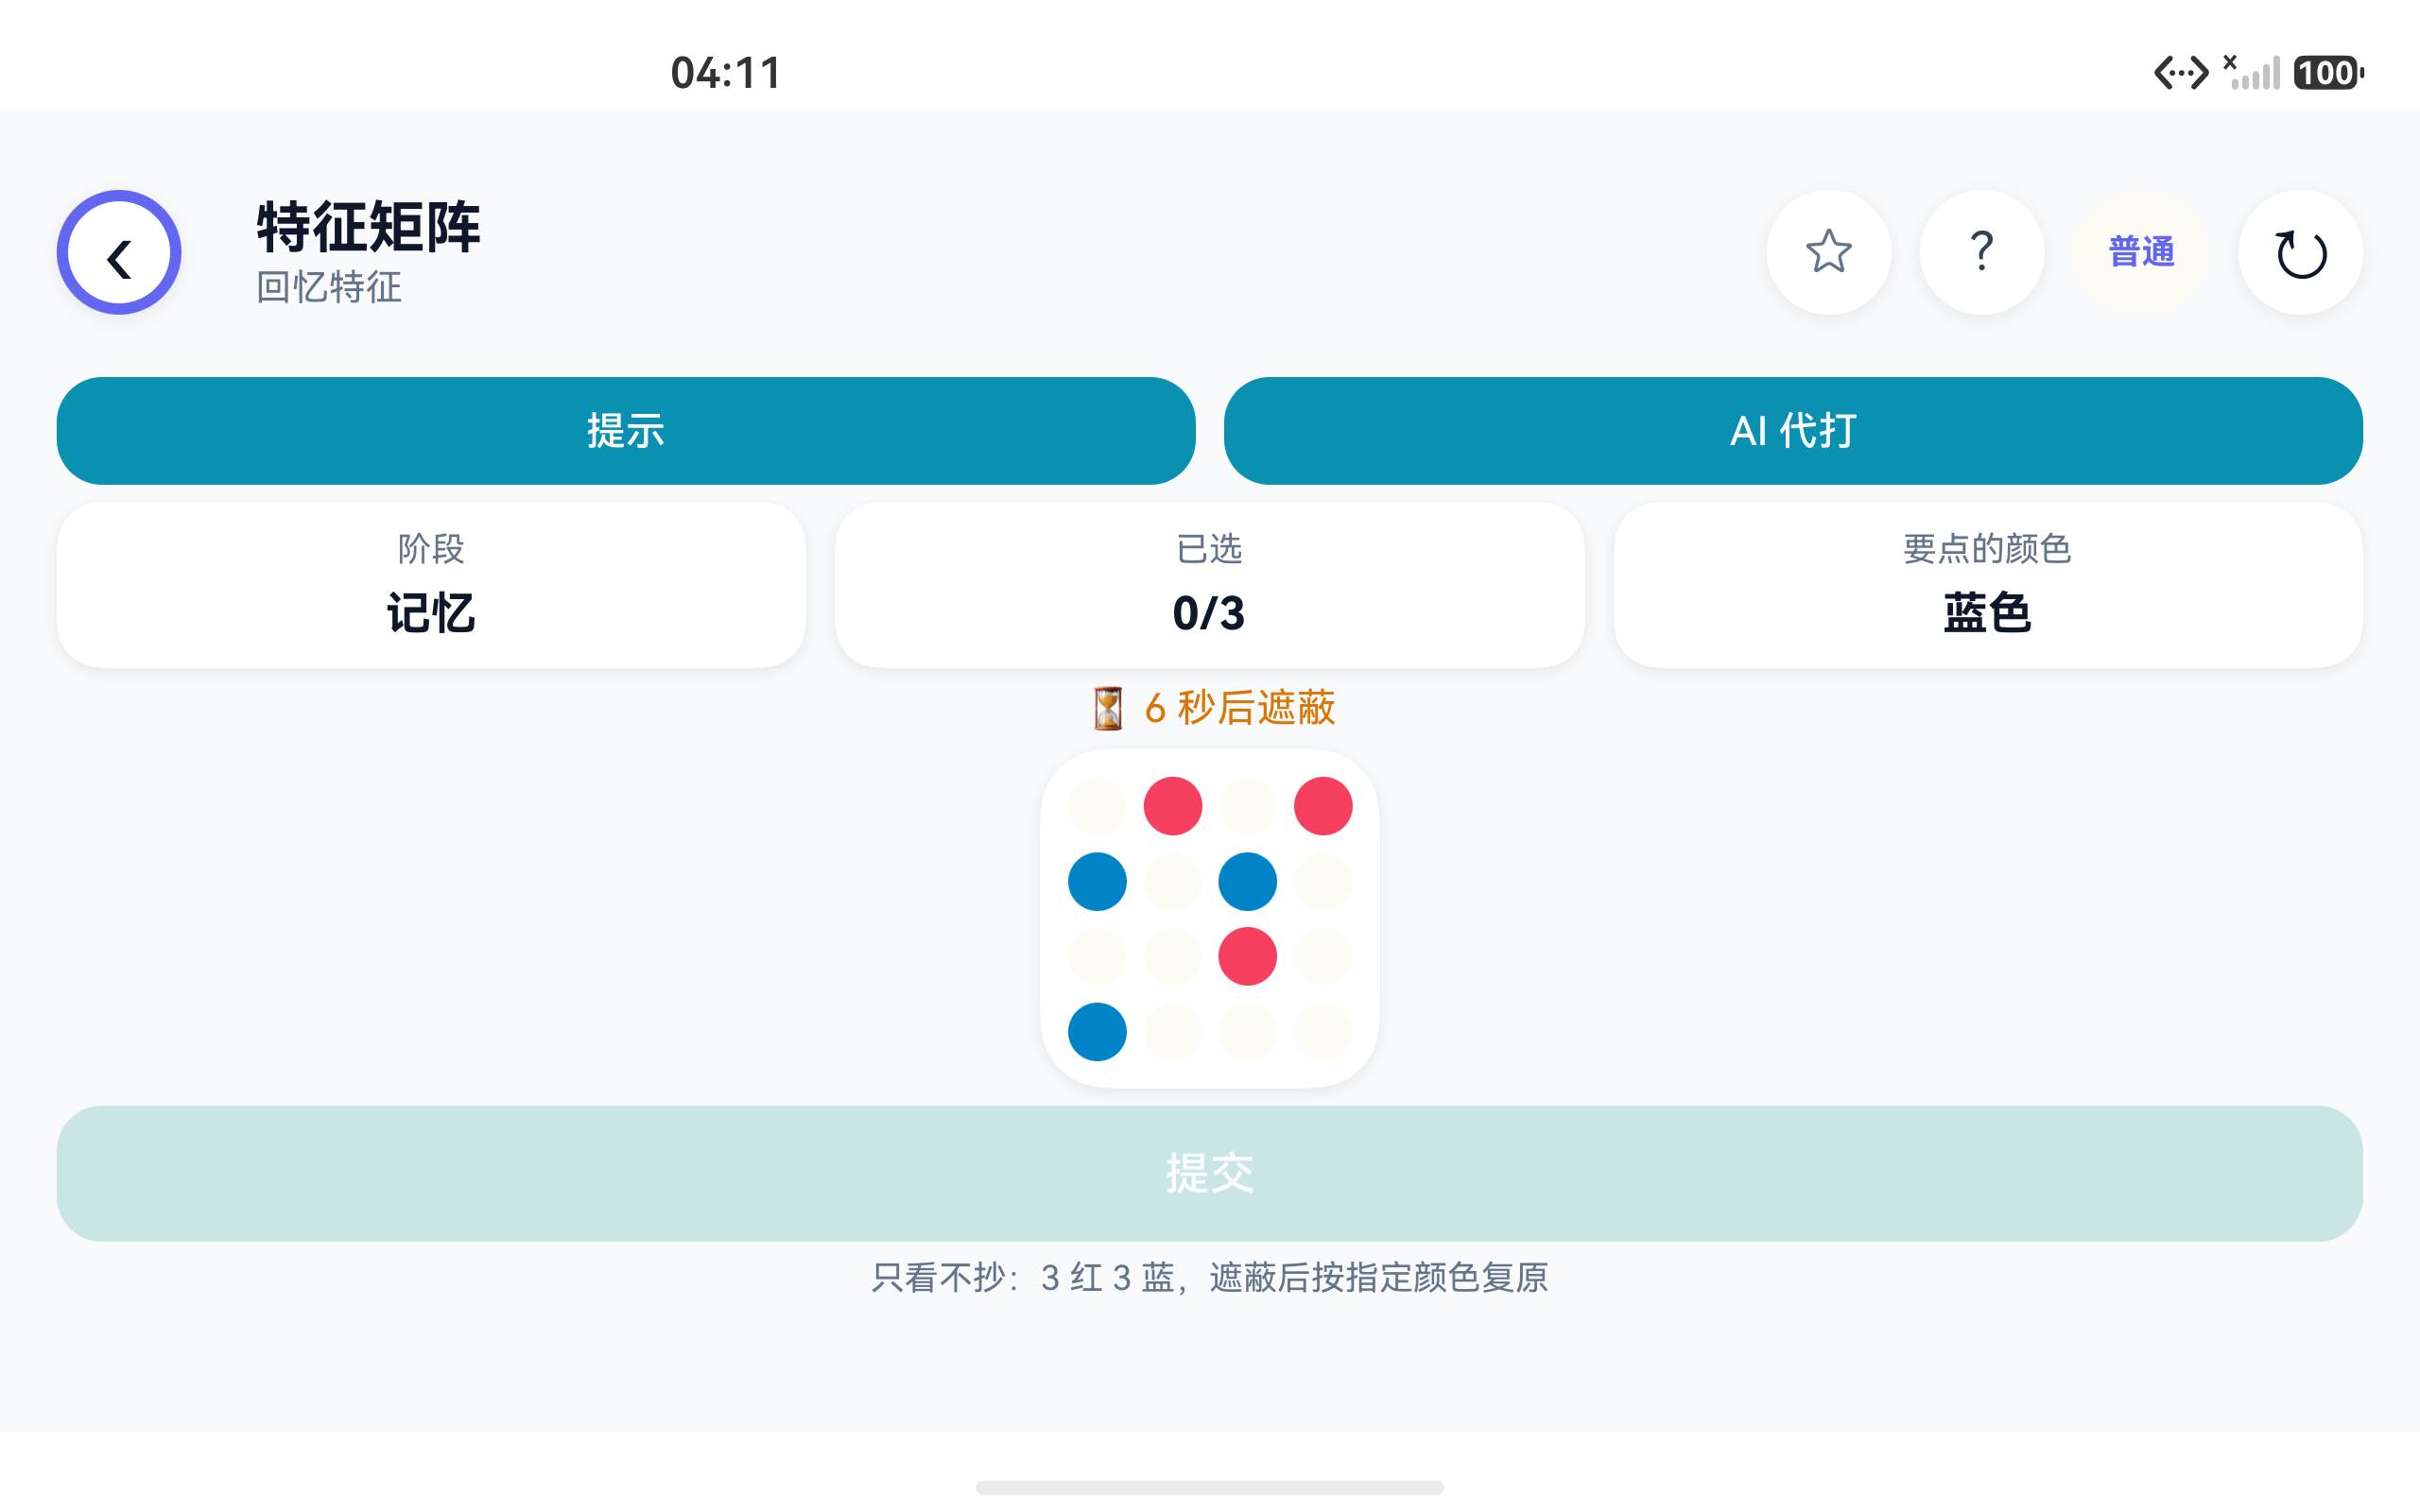 04:11
100
特征矩阵
回忆特征
?
普通
提示
AI 代打
阶段
记忆
已选
0/3
要点的颜色
蓝色
6 秒后遮蔽
提交
只看不抄：3 红 3 蓝，遮蔽后按指定颜色复原